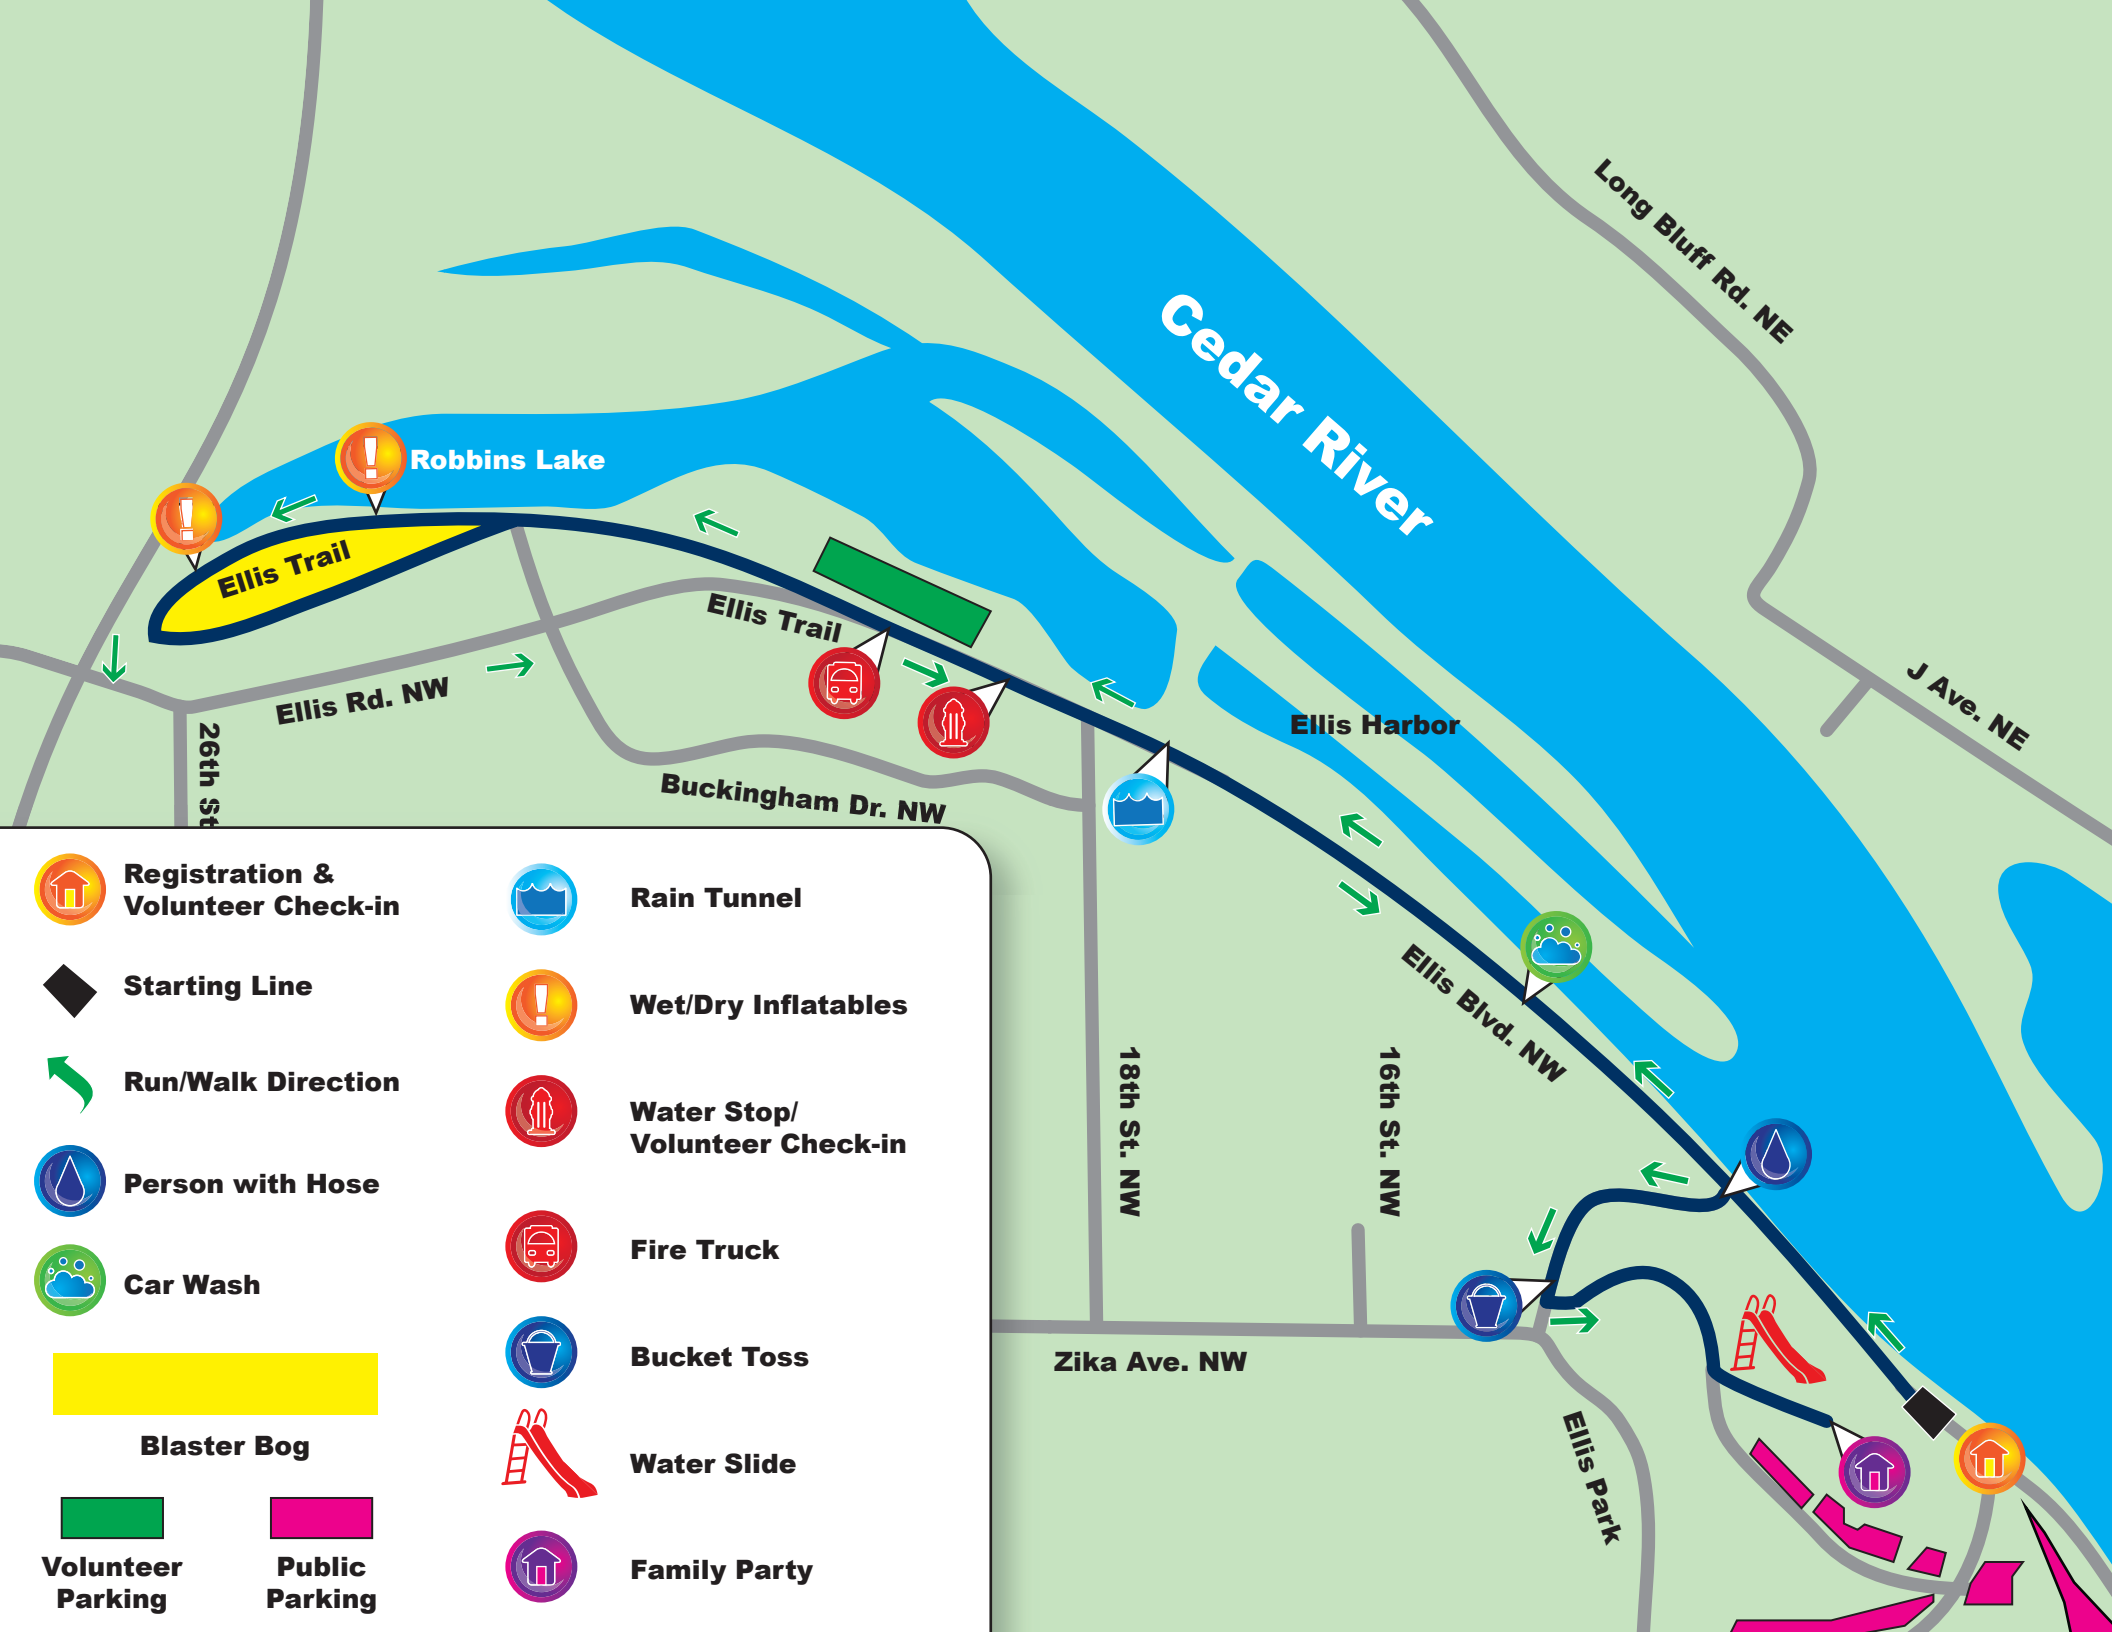 Long Bluff Rd. NE
Cedar River
Robbins Lake
Ellis Trail
Ellis Trail
J Ave. NE
Ellis Rd. NW
Ellis Harbor
26th St
Buckingham Dr. NW
Ellis Blvd. NW
18th St. NW
16th St. NW
Zika Ave. NW
Ellis Park
Registration &
Volunteer Check-in
Starting Line
Run/Walk Direction
Person with Hose
Car Wash
Blaster Bog
Volunteer
Parking
Public
Parking
Rain Tunnel
Wet/Dry Inflatables
Water Stop/
Volunteer Check-in
Fire Truck
Bucket Toss
Water Slide
Family Party